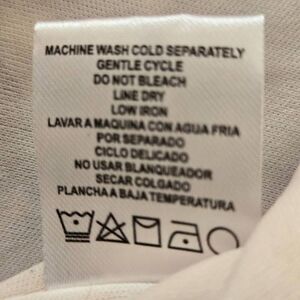 MACHINE WASH COLD SEPARATELY
GENTLE CYCLE
DO NOT BLEACH
LINE DRY
LOW IRON
LAVAR A MAQUINA CON AGUA FRIA
POR SEPARADO
CICLO DELICADO
NO USAR BLANQUEADOR
SECAR COLGADO
PLANCHA A BAJA TEMPERATURA